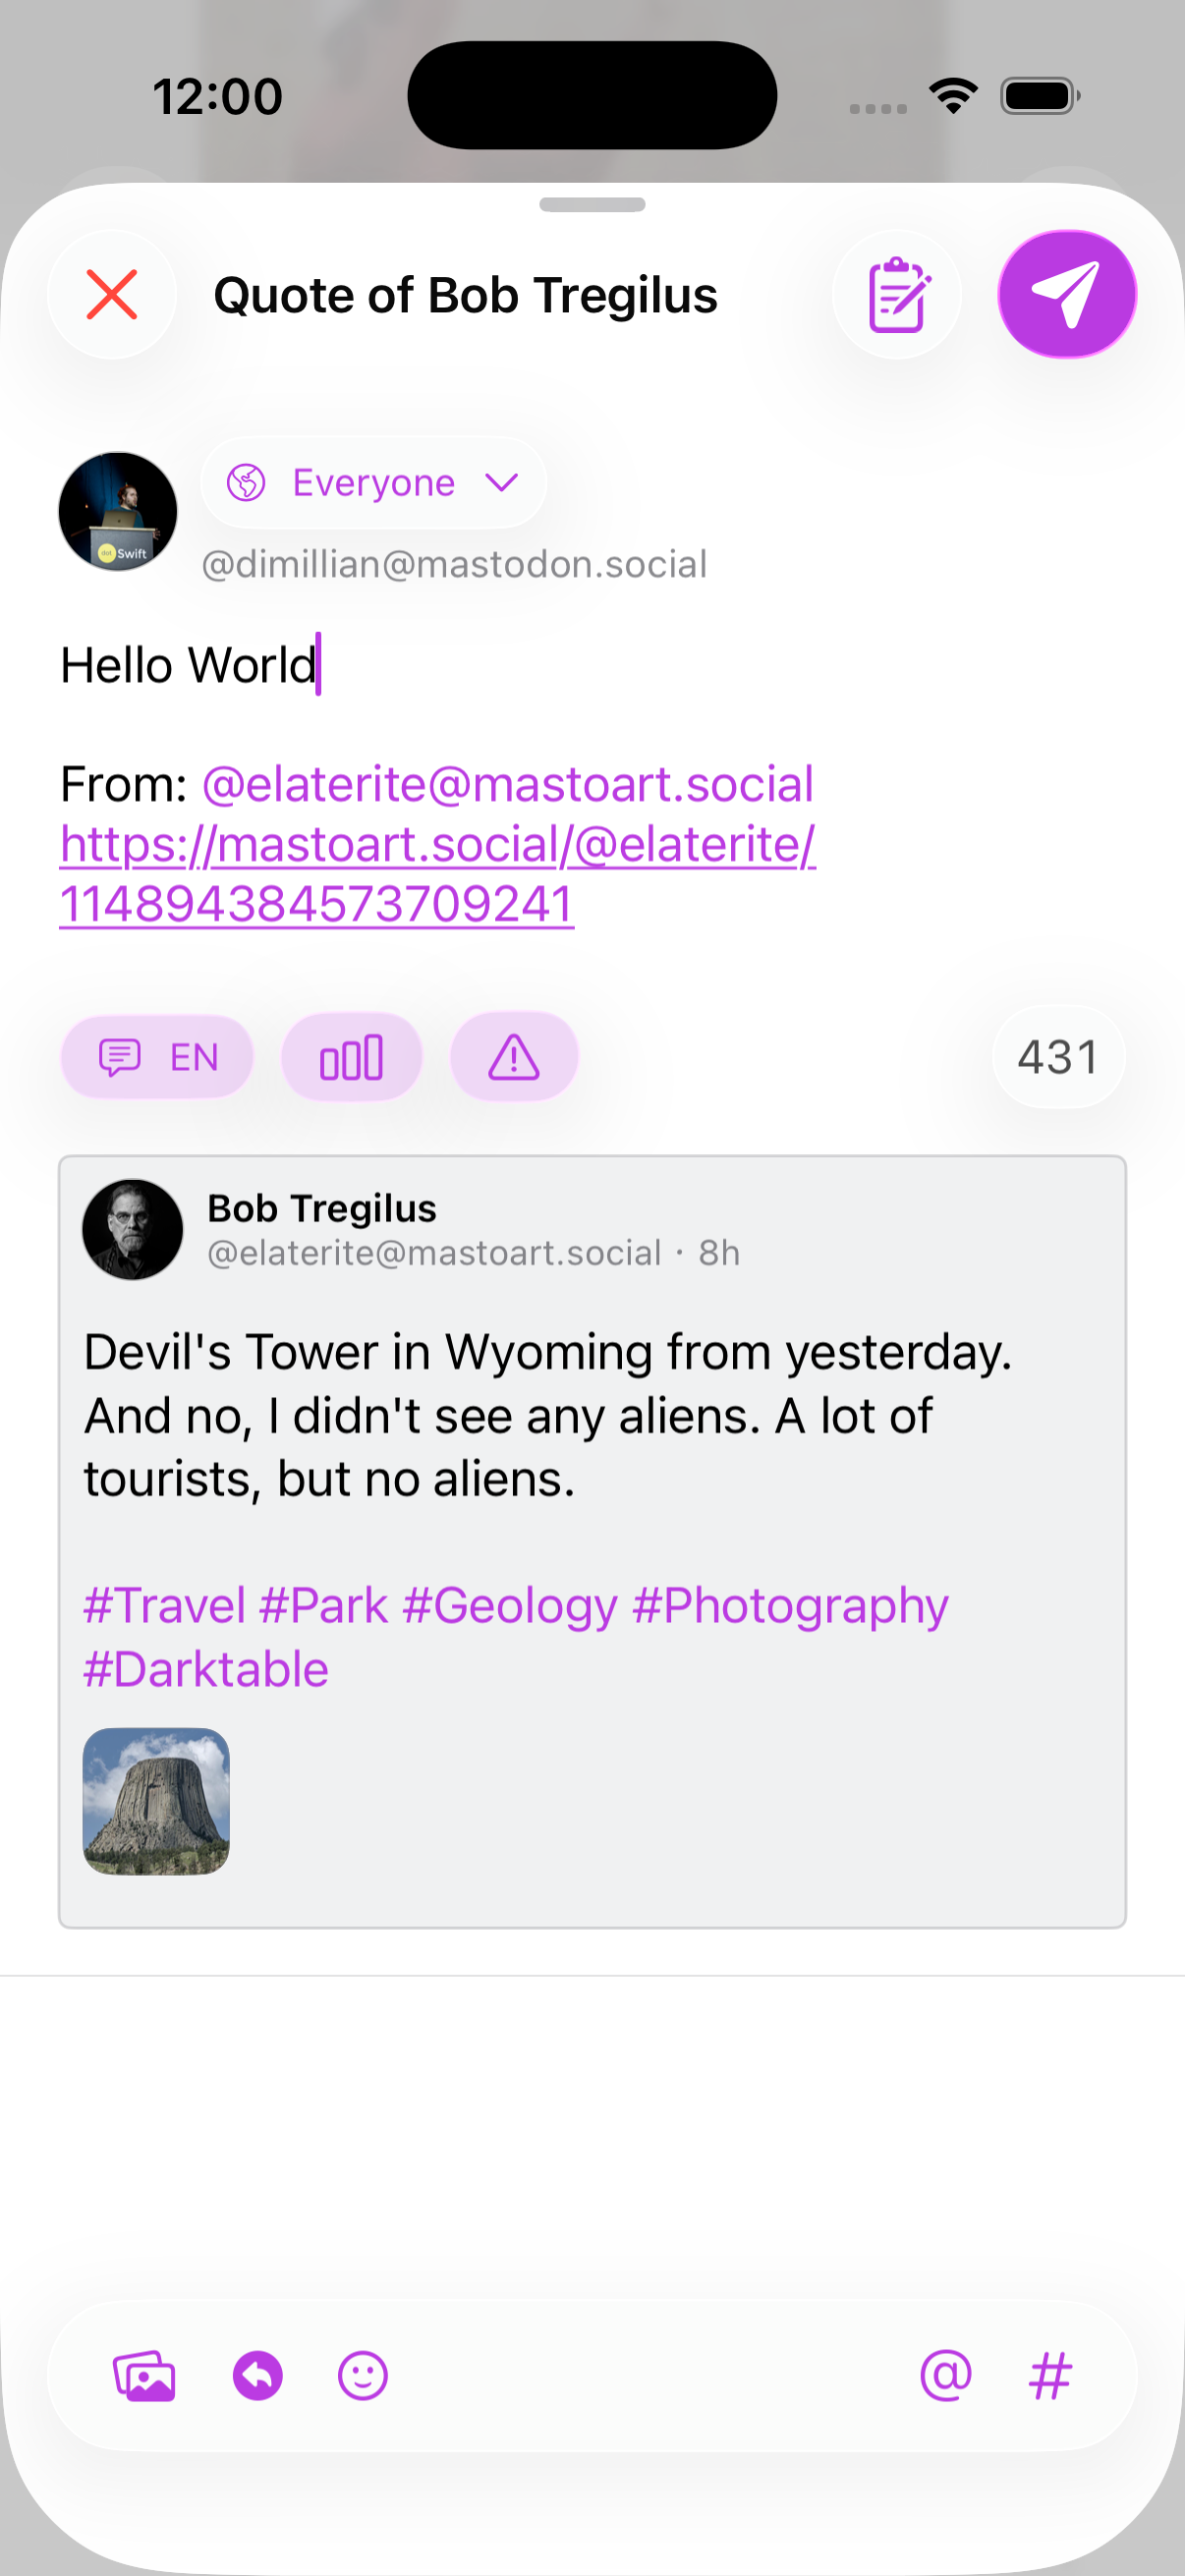 12:00
Quote of Bob Tregilus
Everyone
@dimillian@mastodon.social
dot Swift
Hello World
From: @elaterite@mastoart.social
https://mastoart.social/@elaterite/
114894384573709241
EN
431
Bob Tregilus
@elaterite@mastoart.social · 8h
Devil's Tower in Wyoming from yesterday.
And no, I didn't see any aliens. A lot of
tourists, but no aliens.
#Travel #Park #Geology #Photography
#Darktable
@ #